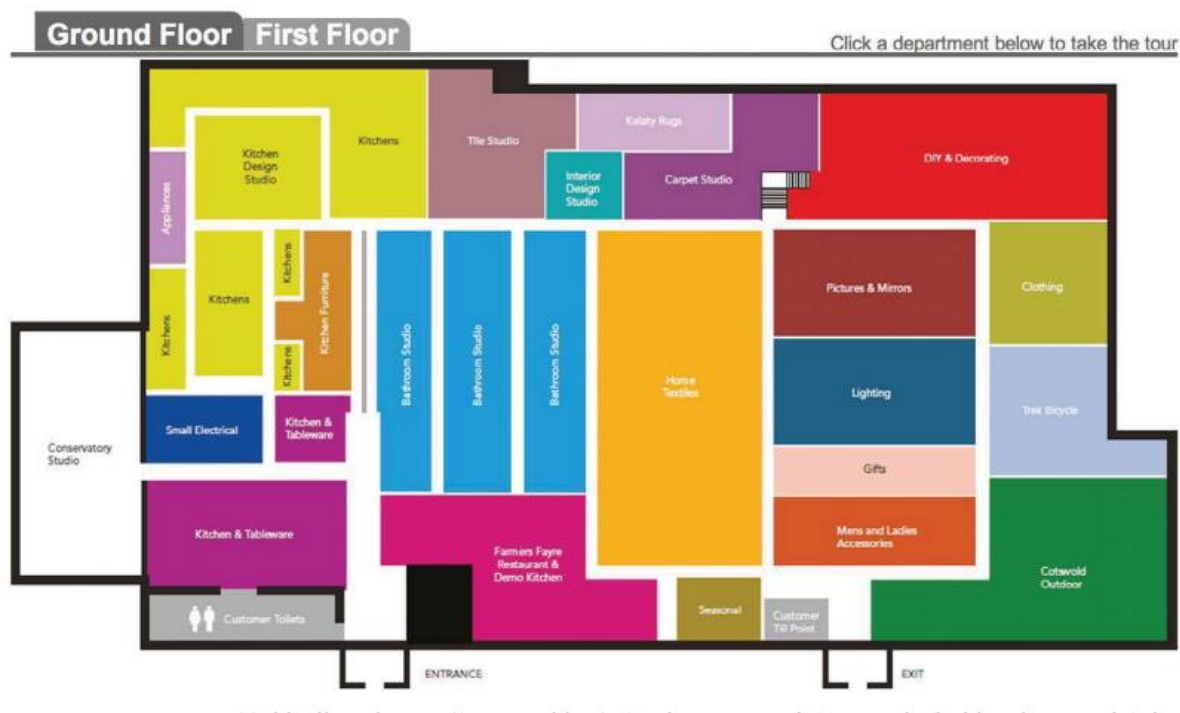 Ground Floor First Floor
Click a department below to take the tour
Kitchens
Tile Studio
Kelaty Rugs
DIY & Decorating
Kitchen
Design
Studio
Appliances
Interior
Design
Studio
Carpet Studio
Kitchens
Kitchens
Kitchens
Kitchens
Kitchen Furniture
Bathroom Studio
Bathroom Studio
Bathroom Studio
Home
Textiles
Pictures & Mirrors
Clothing
Lighting
Trek Bicycle
Small Electrical
Kitchen &
Tableware
Conservatory
Studio
Gifts
Kitchen & Tableware
Farmers Fayre
Restaurant &
Demo Kitchen
Mens and Ladies
Accessories
Cotswold
Outdoor
Customer Toilets
Seasonal
Customer
Till Point
ENTRANCE
EXIT